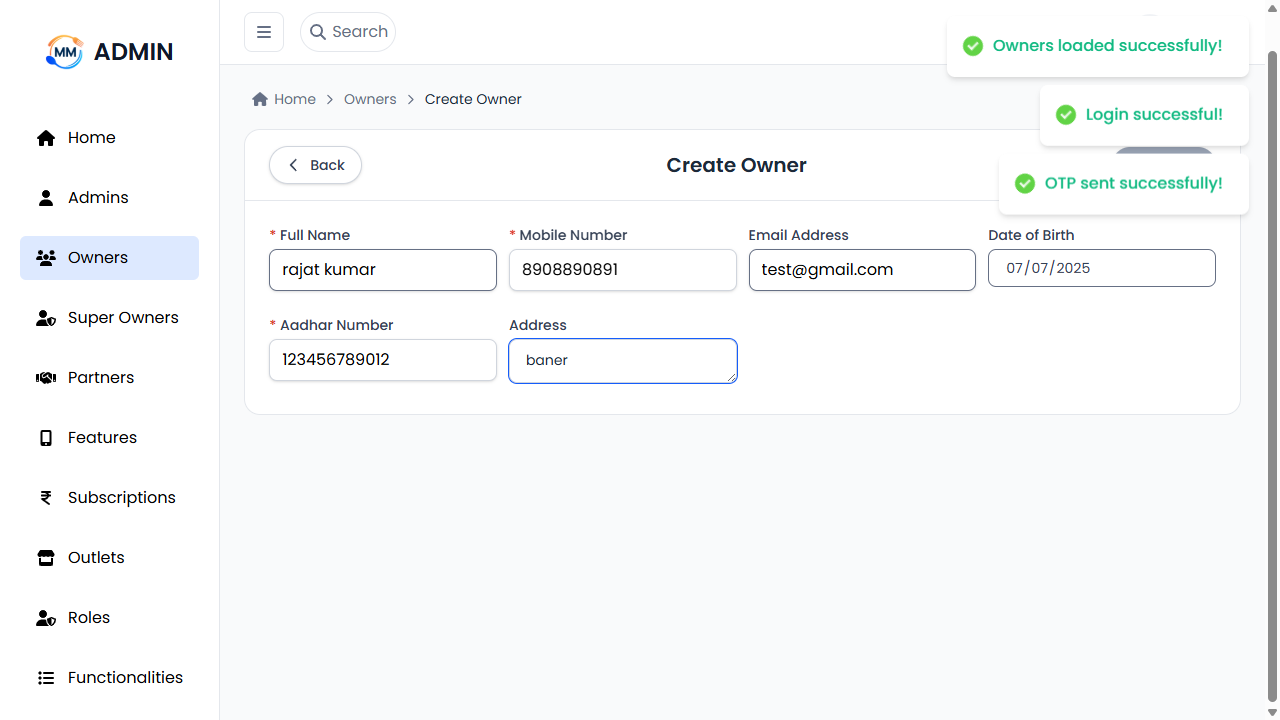 MM ADMIN
Search
Owners loaded successfully!
Login successful!
OTP sent successfully!
Home
Admins
Owners
Super Owners
Partners
Features
Subscriptions
Outlets
Roles
Functionalities
Home > Owners > Create Owner
Back
Create Owner
* Full Name
rajat kumar
* Mobile Number
8908890891
Email Address
test@gmail.com
Date of Birth
07/07/2025
* Aadhar Number
123456789012
Address
baner